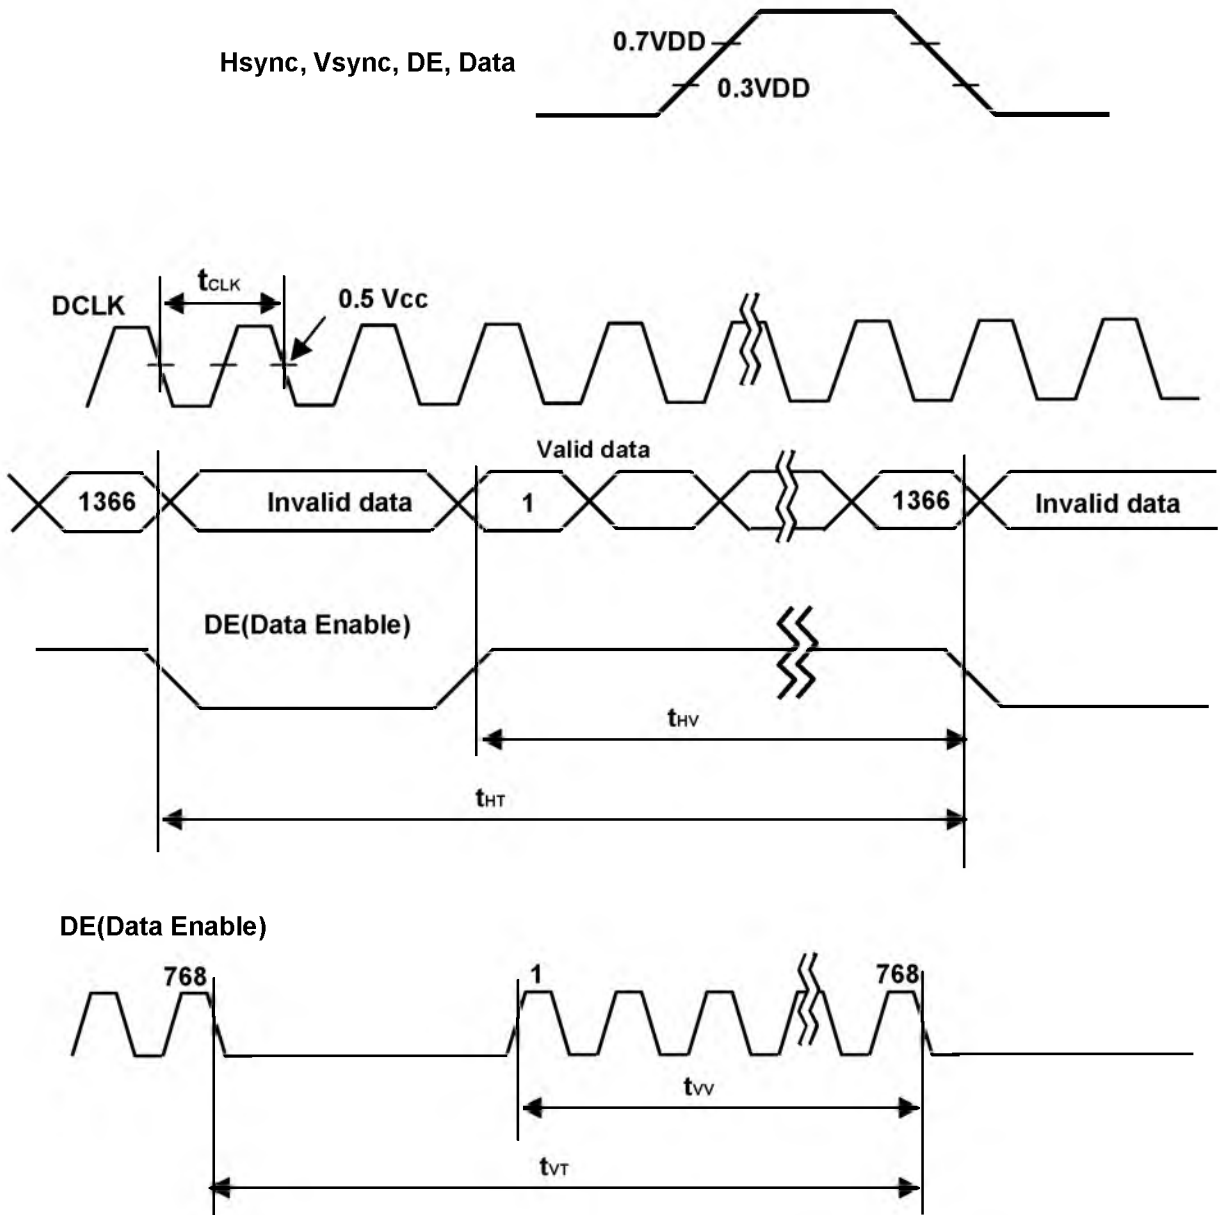 0.7VDD
Hsync, Vsync, DE, Data
0.3VDD
tCLK
DCLK
0.5 Vcc
Valid data
1366
Invalid data
1
1366
Invalid data
DE(Data Enable)
tHV
tHT
DE(Data Enable)
768
1
768
tVV
tVT